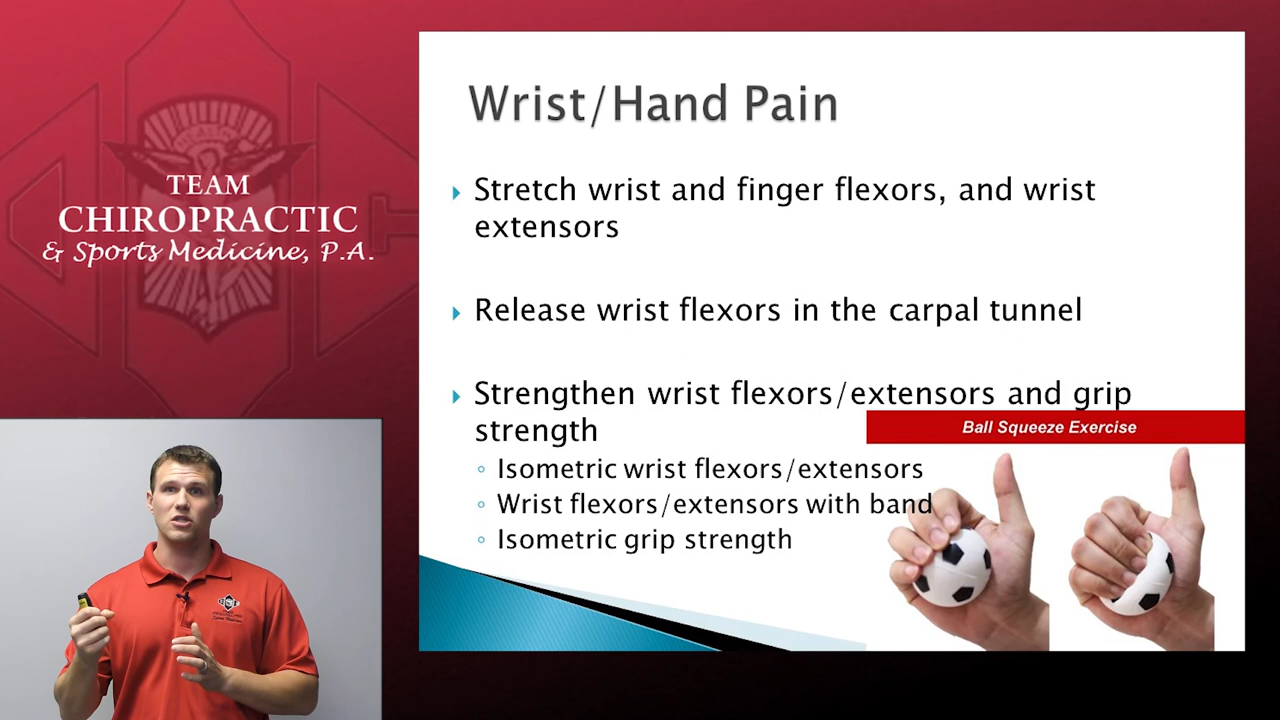 TEAM
CHIROPRACTIC
& Sports Medicine, P.A.
Wrist/Hand Pain
Stretch wrist and finger flexors, and wrist
extensors
Release wrist flexors in the carpal tunnel
Strengthen wrist flexors/extensors and grip
strength
Isometric wrist flexors/extensors
Wrist flexors/extensors with band
Isometric grip strength
Ball Squeeze Exercise